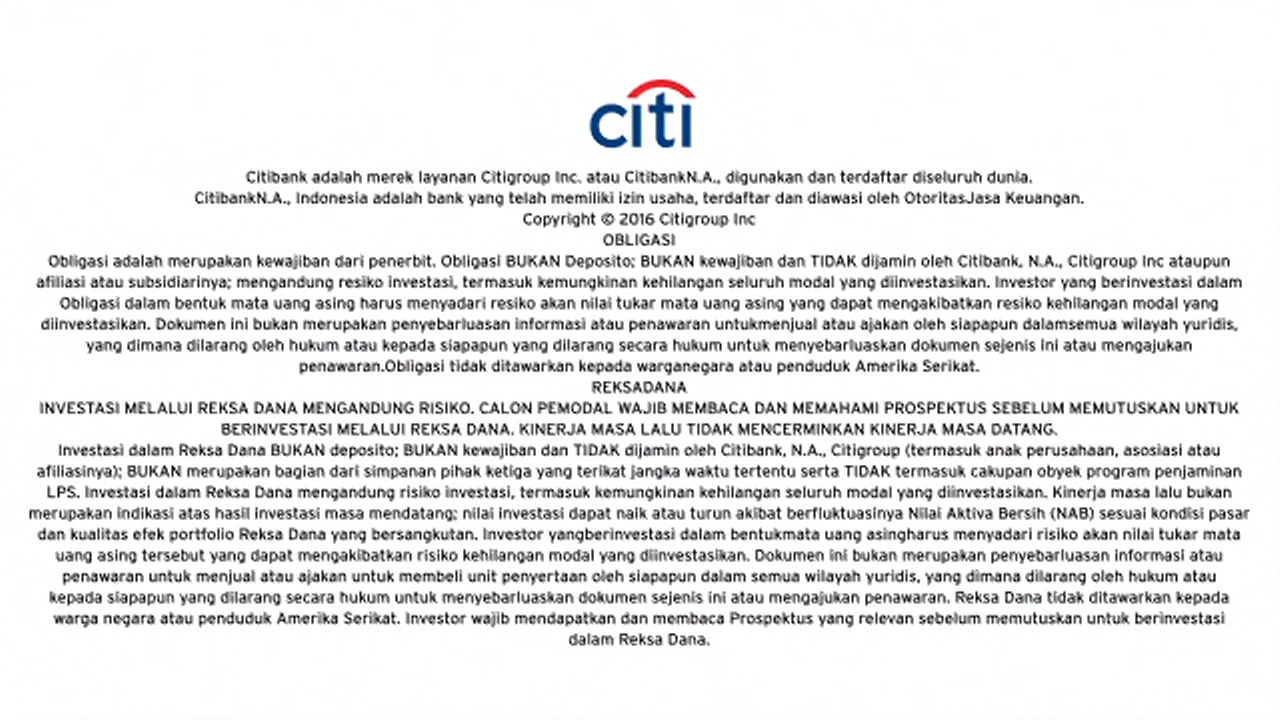 citi
Citibank adalah merek layanan Citigroup Inc. atau CitibankN.A., digunakan dan terdaftar diseluruh dunia.
CitibankN.A., Indonesia adalah bank yang telah memiliki izin usaha, terdaftar dan diawasi oleh OtoritasJasa Keuangan.
Copyright © 2016 Citigroup Inc
OBLIGASI
Obligasi adalah merupakan kewajiban dari penerbit. Obligasi BUKAN Deposito; BUKAN kewajiban dan TIDAK dijamin oleh Citibank, N.A., Citigroup Inc ataupun
afiliasi atau subsidiarinya; mengandung resiko investasi, termasuk kemungkinan kehilangan seluruh modal yang diinvestasikan. Investor yang berinvestasi dalam
Obligasi dalam bentuk mata uang asing harus menyadari resiko akan nilai tukar mata uang asing yang dapat mengakibatkan resiko kehilangan modal yang
diinvestasikan. Dokumen ini bukan merupakan penyebarluasan informasi atau penawaran untukmenjual atau ajakan oleh siapapun dalamsemua wilayah yuridis,
yang dimana dilarang oleh hukum atau kepada siapapun yang dilarang secara hukum untuk menyebarluaskan dokumen sejenis ini atau mengajukan
penawaran.Obligasi tidak ditawarkan kepada warganegara atau penduduk Amerika Serikat.
REKSADANA
INVESTASI MELALUI REKSA DANA MENGANDUNG RISIKO. CALON PEMODAL WAJIB MEMBACA DAN MEMAHAMI PROSPEKTUS SEBELUM MEMUTUSKAN UNTUK
BERINVESTASI MELALUI REKSA DANA. KINERJA MASA LALU TIDAK MENCERMINKAN KINERJA MASA DATANG.
Investasi dalam Reksa Dana BUKAN deposito; BUKAN kewajiban dan TIDAK dijamin oleh Citibank, N.A., Citigroup (termasuk anak perusahaan, asosiasi atau
afiliasinya); BUKAN merupakan bagian dari simpanan pihak ketiga yang terikat jangka waktu tertentu serta TIDAK termasuk cakupan obyek program penjaminan
LPS. Investasi dalam Reksa Dana mengandung risiko investasi, termasuk kemungkinan kehilangan seluruh modal yang diinvestasikan. Kinerja masa lalu bukan
merupakan indikasi atas hasil investasi masa mendatang; nilai investasi dapat naik atau turun akibat berfluktuasinya Nilai Aktiva Bersih (NAB) sesuai kondisi pasar
dan kualitas efek portfolio Reksa Dana yang bersangkutan. Investor yangberinvestasi dalam bentukmata uang asingharus menyadari risiko akan nilai tukar mata
uang asing tersebut yang dapat mengakibatkan risiko kehilangan modal yang diinvestasikan. Dokumen ini bukan merupakan penyebarluasan informasi atau
penawaran untuk menjual atau ajakan untuk membeli unit penyertaan oleh siapapun dalam semua wilayah yuridis, yang dimana dilarang oleh hukum atau
kepada siapapun yang dilarang secara hukum untuk menyebarluaskan dokumen sejenis ini atau mengajukan penawaran. Reksa Dana tidak ditawarkan kepada
warga negara atau penduduk Amerika Serikat. Investor wajib mendapatkan dan membaca Prospektus yang relevan sebelum memutuskan untuk berinvestasi
dalam Reksa Dana.